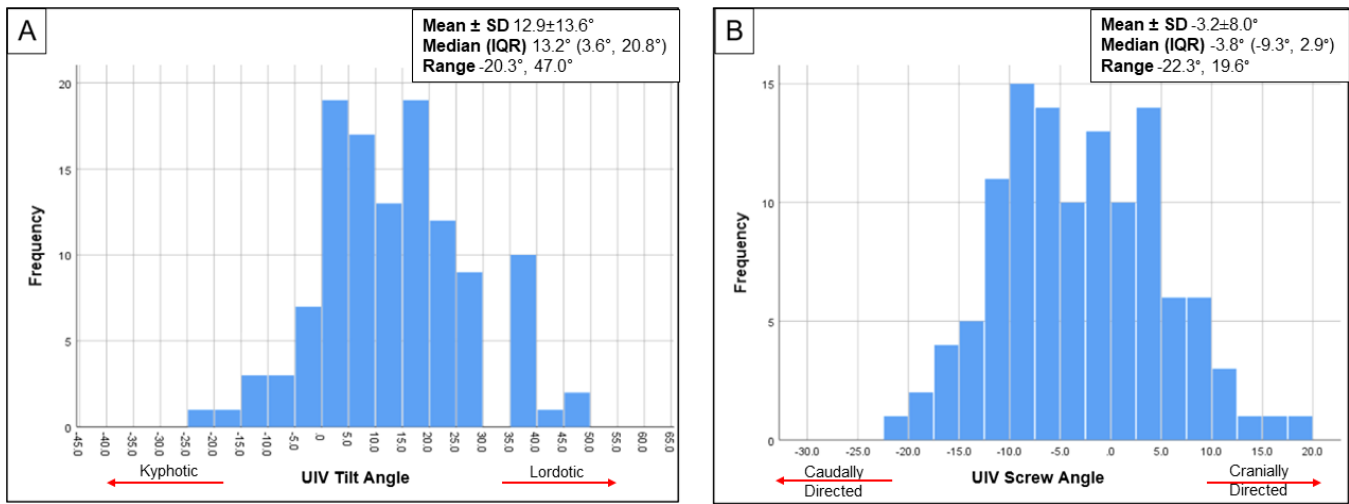 A
Mean ± SD 12.9±13.6°
Median (IQR) 13.2° (3.6°, 20.8°)
Range -20.3°, 47.0°
Frequency
20
15
10
5
0
-45.0 -40.0 -35.0 -30.0 -25.0 -20.0 -15.0 -10.0 -5.0 .0 5.0 10.0 15.0 20.0 25.0 30.0 35.0 40.0 45.0 50.0 55.0 60.0 65.0
Kyphotic
UIV Tilt Angle
Lordotic
B
Mean ± SD -3.2±8.0°
Median (IQR) -3.8° (-9.3°, 2.9°)
Range -22.3°, 19.6°
Frequency
15
10
5
0
-30.0 -20.0 -15.0 -10.0 -5.0 .0 5.0 10.0 15.0 20.0
Caudally
Directed
UIV Screw Angle
Cranially
Directed